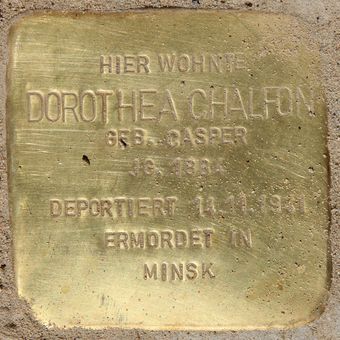 HIER WOHNTE
DOROTHEA CHALFON
GEB. CASPER
JG. 1884
DEPORTIERT 14.11.1941
ERMORDET IN
MINSK